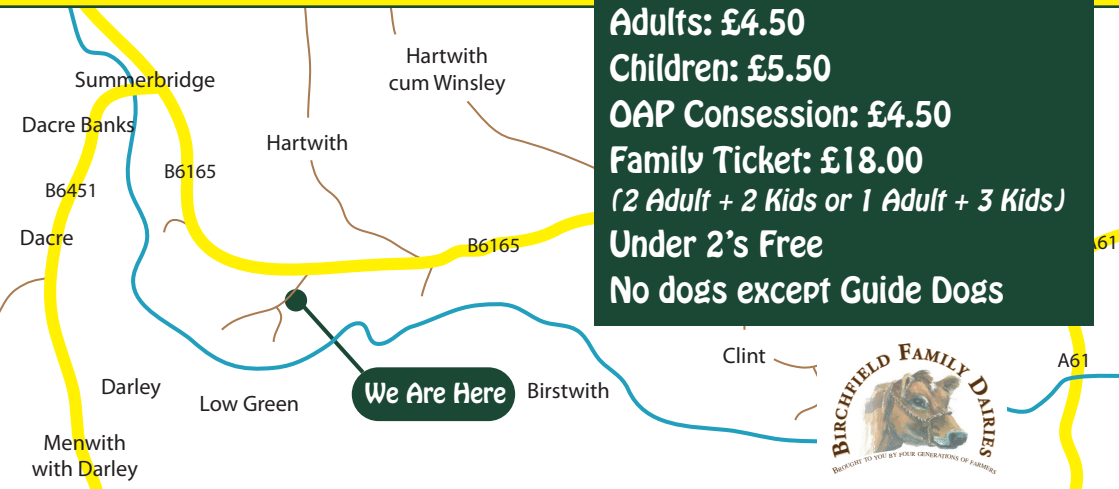 Adults: £4.50
Children: £5.50
OAP Consession: £4.50
Family Ticket: £18.00
(2 Adult + 2 Kids or 1 Adult + 3 Kids)
Under 2's Free
No dogs except Guide Dogs
Hartwith
cum Winsley
Summerbridge
Dacre Banks
Hartwith
B6165
B6451
Dacre
B6165
A61
Clint
A61
Darley
Low Green
We Are Here
Birstwith
Menwith
with Darley
BIRCHFIELD FAMILY DAIRIES
BROUGHT TO YOU BY FOUR GENERATIONS OF FARMERS